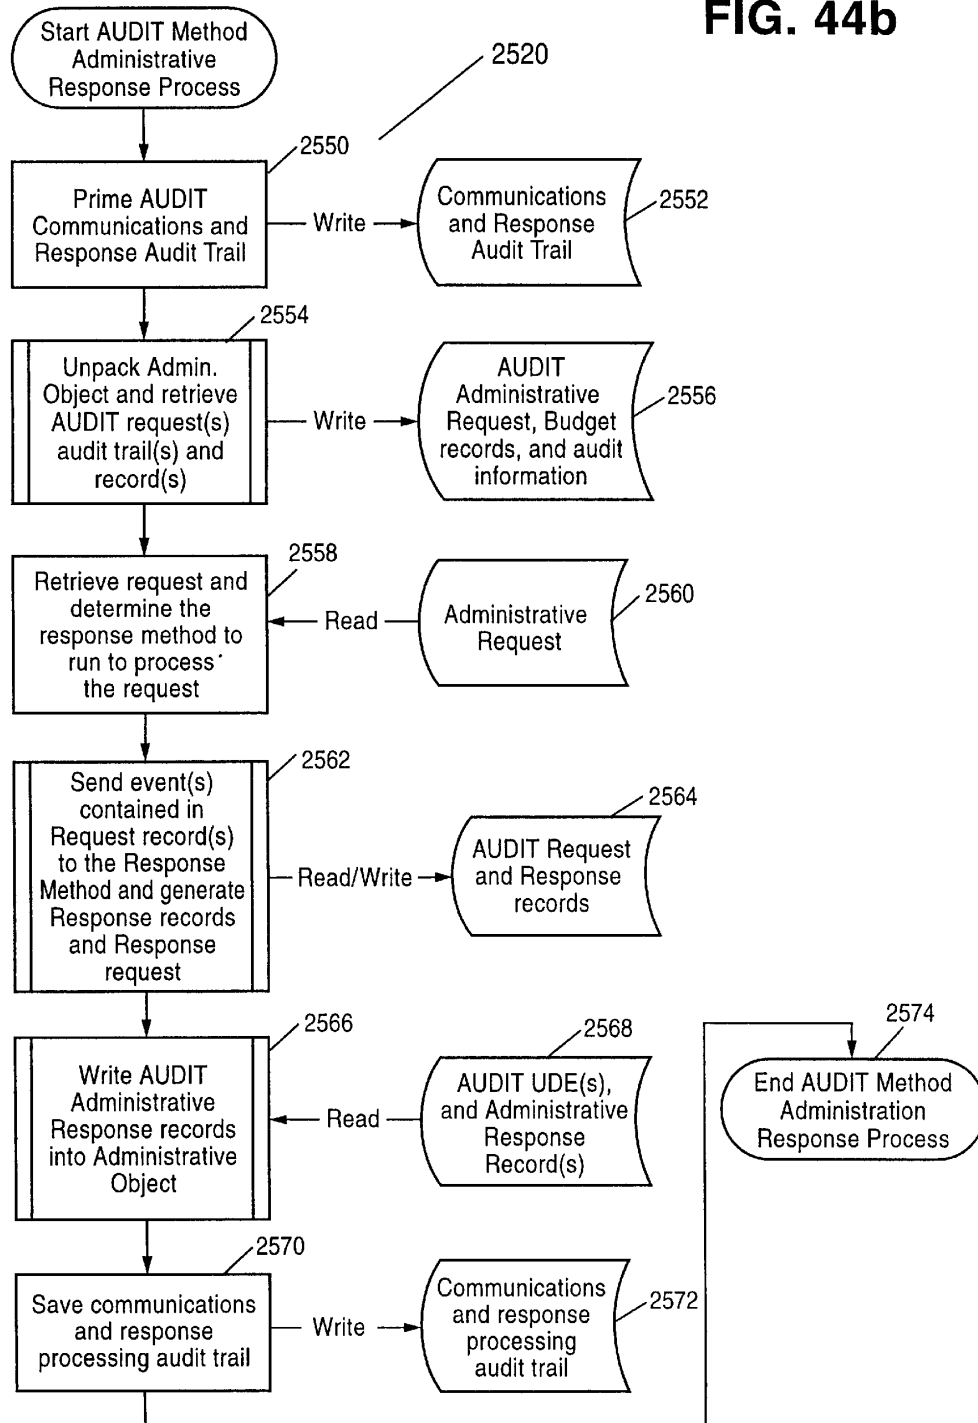 FIG. 44b
Start AUDIT Method
Administrative
Response Process
2520
2550
Prime AUDIT
Communications and
Response Audit Trail
Write
Communications
and Response
Audit Trail
2552
2554
Unpack Admin.
Object and retrieve
AUDIT request(s)
audit trail(s) and
record(s)
Write
AUDIT
Administrative
Request, Budget
records, and audit
information
2556
2558
Retrieve request and
determine the
response method to
run to process
the request
Read
Administrative
Request
2560
2562
Send event(s)
contained in
Request record(s)
to the Response
Method and generate
Response records
and Response
request
Read/Write
2564
AUDIT Request
and Response
records
2566
Write AUDIT
Administrative
Response records
into Administrative
Object
Read
2568
AUDIT UDE(s),
and Administrative
Response
Record(s)
2570
Save communications
and response
processing audit trail
Write
Communications
and response
processing
audit trail
2572
2574
End AUDIT Method
Administration
Response Process